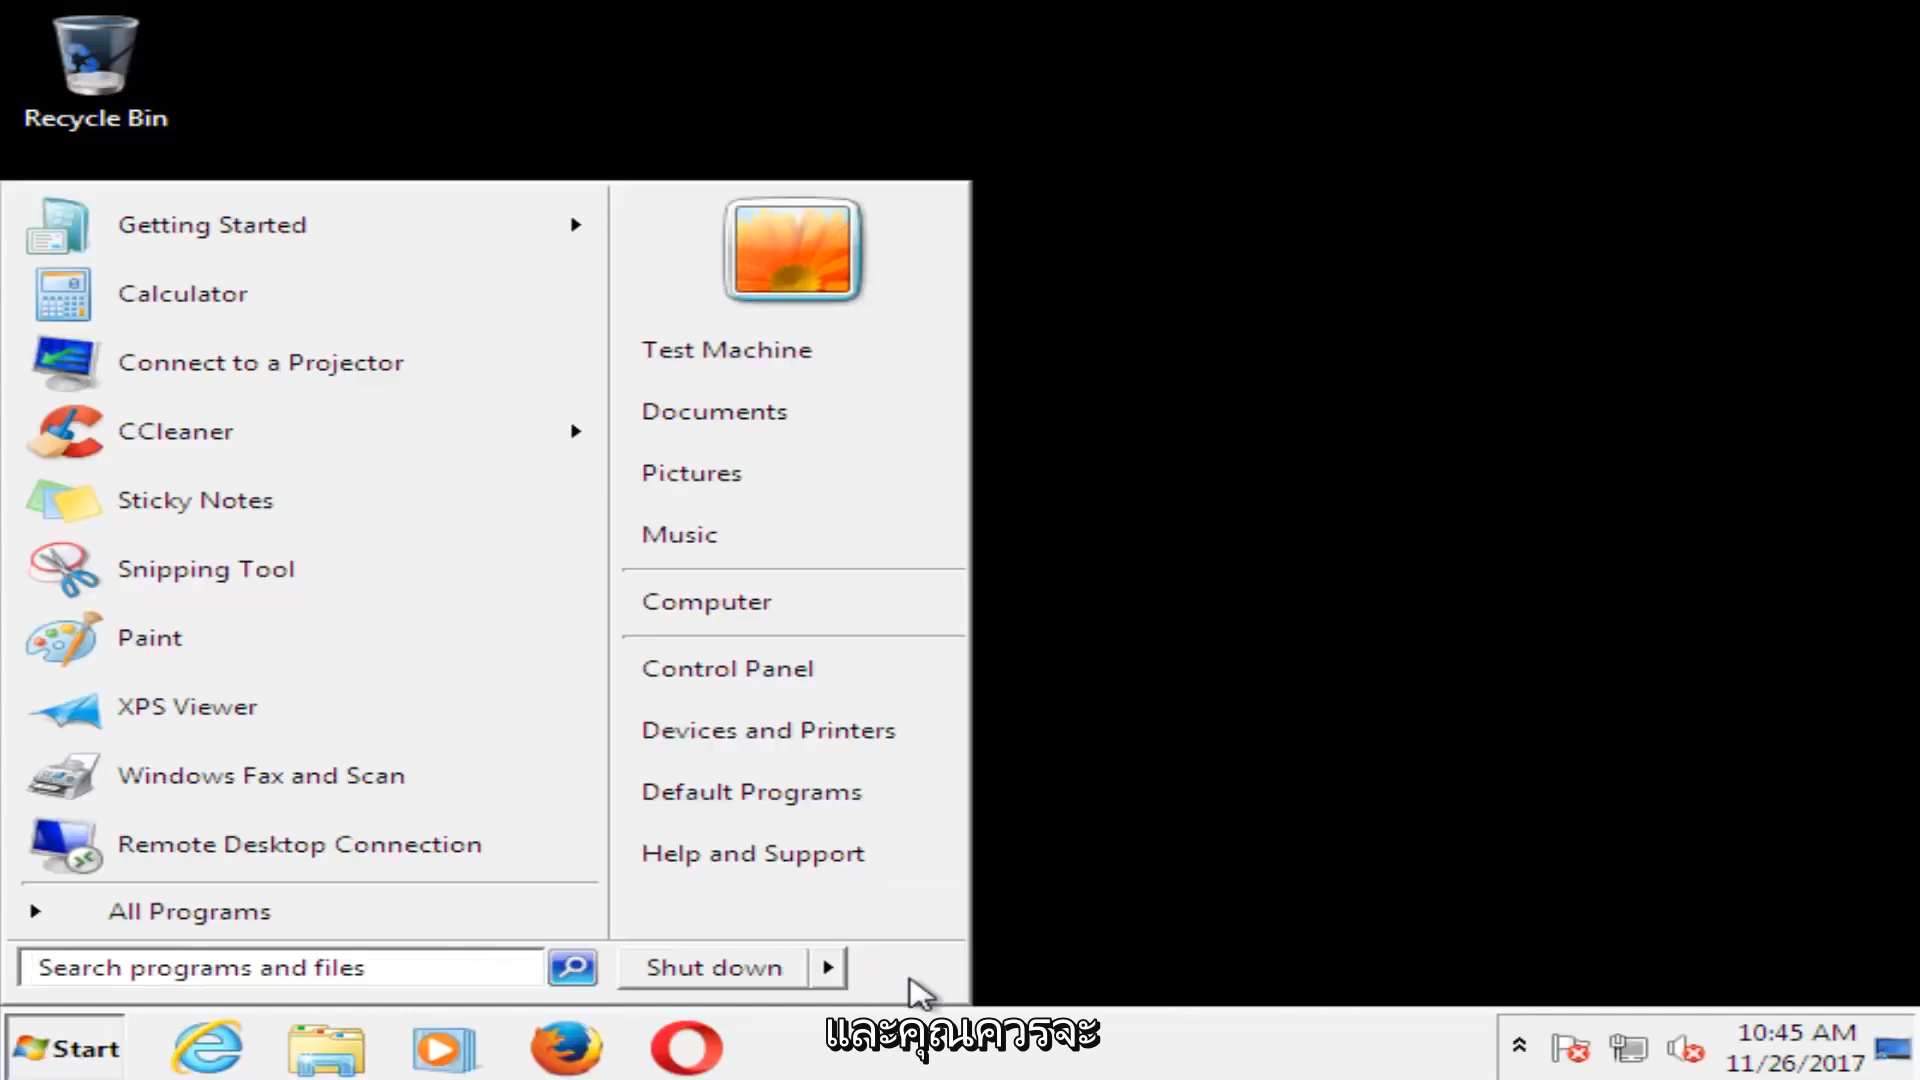 Recycle Bin
Getting Started
Calculator
Connect to a Projector
CCleaner
Sticky Notes
Snipping Tool
Paint
XPS Viewer
Windows Fax and Scan
Remote Desktop Connection
All Programs
Search programs and files
Test Machine
Documents
Pictures
Music
Computer
Control Panel
Devices and Printers
Default Programs
Help and Support
Shut down
Start
และคุณควรจะ
10:45 AM
11/26/2017